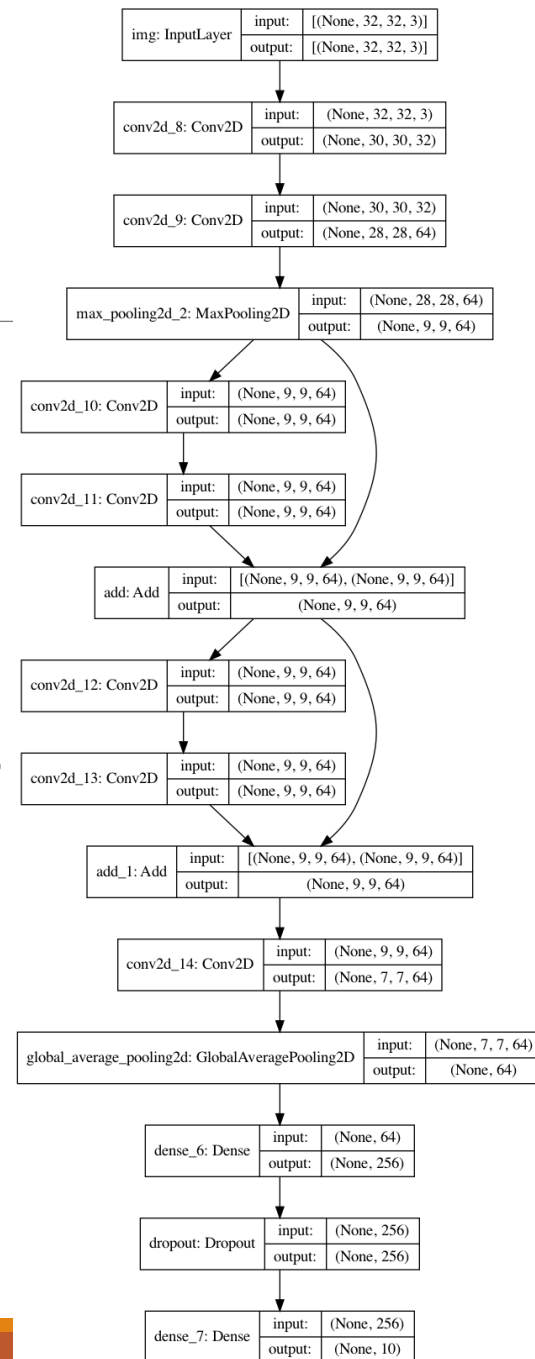 img: InputLayer input: [(None, 32, 32, 3)]
output: [(None, 32, 32, 3)]
conv2d_8: Conv2D input: (None, 32, 32, 3)
output: (None, 30, 30, 32)
conv2d_9: Conv2D input: (None, 30, 30, 32)
output: (None, 28, 28, 64)
max_pooling2d_2: MaxPooling2D input: (None, 28, 28, 64)
output: (None, 9, 9, 64)
conv2d_10: Conv2D input: (None, 9, 9, 64)
output: (None, 9, 9, 64)
conv2d_11: Conv2D input: (None, 9, 9, 64)
output: (None, 9, 9, 64)
add: Add input: [(None, 9, 9, 64), (None, 9, 9, 64)]
output: (None, 9, 9, 64)
conv2d_12: Conv2D input: (None, 9, 9, 64)
output: (None, 9, 9, 64)
conv2d_13: Conv2D input: (None, 9, 9, 64)
output: (None, 9, 9, 64)
add_1: Add input: [(None, 9, 9, 64), (None, 9, 9, 64)]
output: (None, 9, 9, 64)
conv2d_14: Conv2D input: (None, 9, 9, 64)
output: (None, 7, 7, 64)
global_average_pooling2d: GlobalAveragePooling2D input: (None, 7, 7, 64)
output: (None, 64)
dense_6: Dense input: (None, 64)
output: (None, 256)
dropout: Dropout input: (None, 256)
output: (None, 256)
dense_7: Dense input: (None, 256)
output: (None, 10)